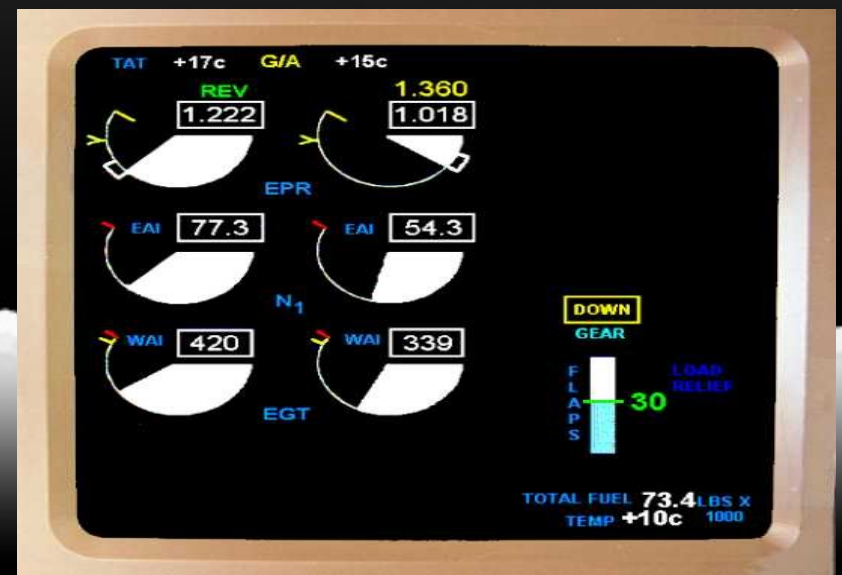 TAT +17c G/A +15c
REV 1.360
1.222 1.018
EPR
EAI 77.3 EAI 54.3
N1
WAI 420 WAI 339
EGT
DOWN
GEAR
FLAPS
LOAD
RELIEF
30
TOTAL FUEL 73.4 LBS X
TEMP +10c 1000